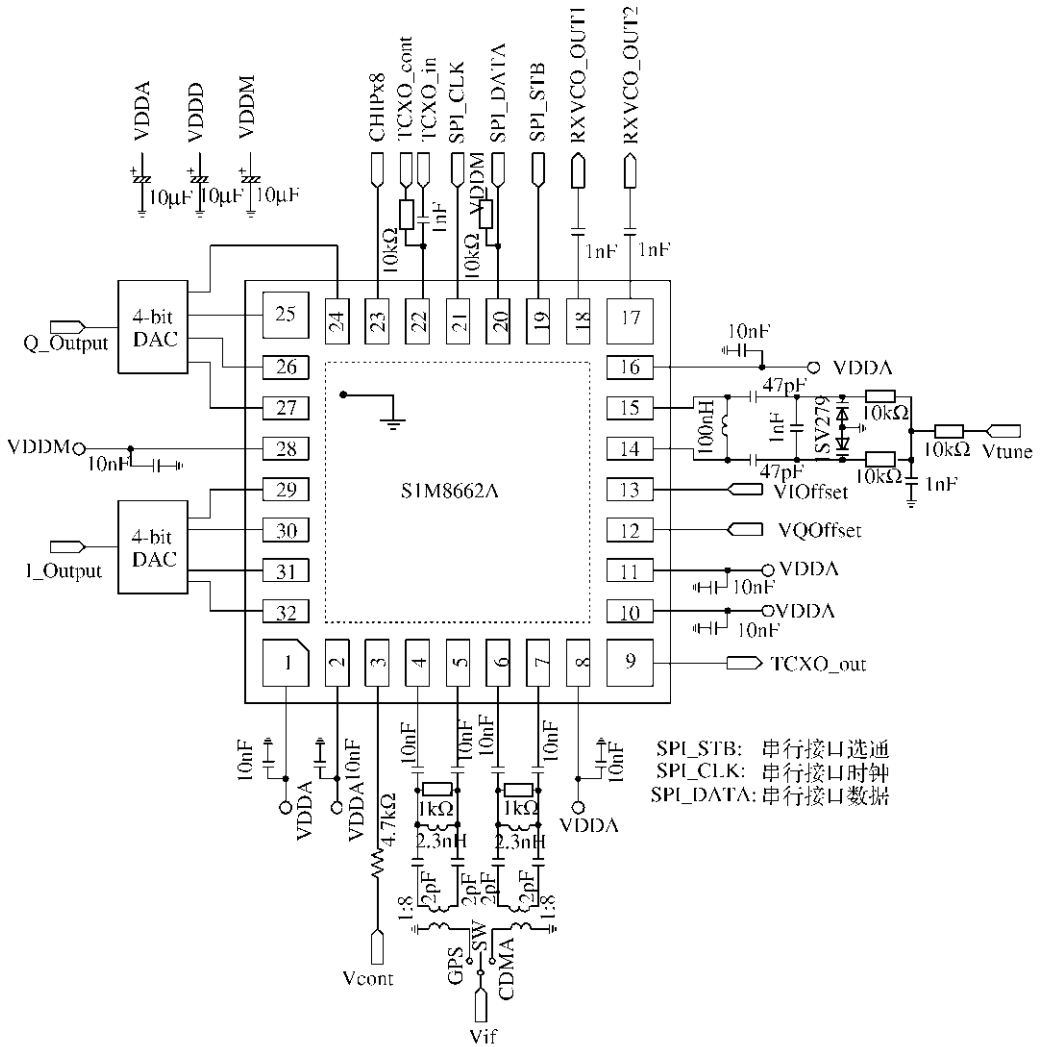 VDDA
VDDD
VDDM
10μF
10μF
10μF
CHIPx8
TCXO_cont
TCXO_in
SPI_CLK
SPI_DATA
SPI_STB
RXVCO_OUT1
RXVCO_OUT2
10kΩ
1nF
10kΩ
VDDM
1nF
1nF
4-bit
DAC
Q_Output
25
24
23
22
21
20
19
18
17
26
27
28
29
30
31
32
16
15
14
13
12
11
10
9
1
2
3
4
5
6
7
8
S1M8662A
VDDM
10nF
4-bit
DAC
I_Output
10nF
VDDA
47pF
100nH
1nF
1SV279
10kΩ
10kΩ
Vtune
47pF
10kΩ
1nF
VIOffset
VQOffset
VDDA
10nF
VDDA
10nF
TCXO_out
10nF
VDDA
10nF
VDDA
4.7kΩ
Vcont
10nF
10nF
10nF
10nF
1kΩ
1kΩ
2.3nH
2.3nH
2pF
2pF
2pF
2pF
1:8
1:8
GPS
SW
CDMA
Vif
10nF
VDDA
SPI_STB: 串行接口选通
SPI_CLK: 串行接口时钟
SPI_DATA: 串行接口数据